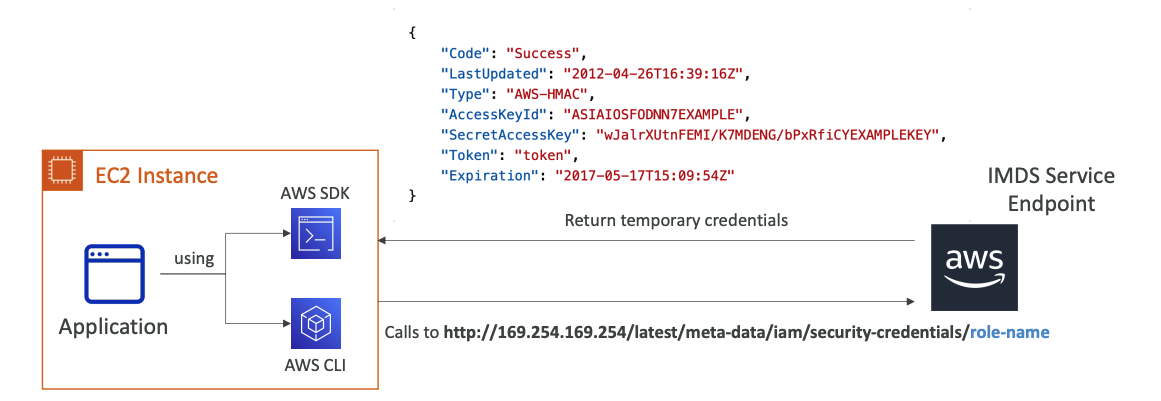 {
"Code": "Success",
"LastUpdated": "2012-04-26T16:39:16Z",
"Type": "AWS-HMAC",
"AccessKeyId": "ASIAIOSFODNN7EXAMPLE",
"SecretAccessKey": "wJalrXUtnFEMI/K7MDENG/bPxRfiCYEXAMPLEKEY",
"Token": "token",
"Expiration": "2017-05-17T15:09:54Z"
}
EC2 Instance
AWS SDK
using
Application
AWS CLI
Return temporary credentials
Calls to http://169.254.169.254/latest/meta-data/iam/security-credentials/role-name
IMDS Service
Endpoint
aws